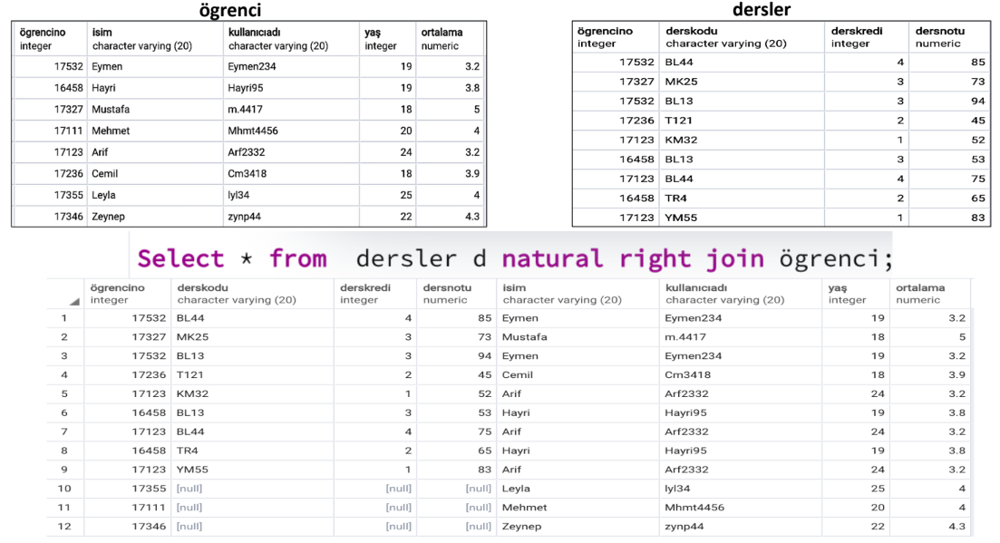 ögrenci
ögrencino isim kullanıcıadı yaş ortalama
integer character varying (20) character varying (20) integer numeric
17532 Eymen Eymen234 19 3.2
16458 Hayri Hayri95 19 3.8
17327 Mustafa m.4417 18 5
17111 Mehmet Mhmt4456 20 4
17123 Arif Arf2332 24 3.2
17236 Cemil Cm3418 18 3.9
17355 Leyla lyl34 25 4
17346 Zeynep zynp44 22 4.3
dersler
ögrencino derskodu derskredi dersnotu
integer character varying (20) integer numeric
17532 BL44 4 85
17327 MK25 3 73
17532 BL13 3 94
17236 T121 2 45
17123 KM32 1 52
16458 BL13 3 53
17123 BL44 4 75
16458 TR4 2 65
17123 YM55 1 83
Select * from dersler d natural right join ögrenci;
ögrencino derskodu derskredi dersnotu isim kullanıcıadı yaş ortalama
integer character varying (20) integer numeric character varying (20) character varying (20) integer numeric
1 17532 BL44 4 85 Eymen Eymen234 19 3.2
2 17327 MK25 3 73 Mustafa m.4417 18 5
3 17532 BL13 3 94 Eymen Eymen234 19 3.2
4 17236 T121 2 45 Cemil Cm3418 18 3.9
5 17123 KM32 1 52 Arif Arf2332 24 3.2
6 16458 BL13 3 53 Hayri Hayri95 19 3.8
7 17123 BL44 4 75 Arif Arf2332 24 3.2
8 16458 TR4 2 65 Hayri Hayri95 19 3.8
9 17123 YM55 1 83 Arif Arf2332 24 3.2
10 17355 [null] [null] [null] Leyla lyl34 25 4
11 17111 [null] [null] [null] Mehmet Mhmt4456 20 4
12 17346 [null] [null] [null] Zeynep zynp44 22 4.3